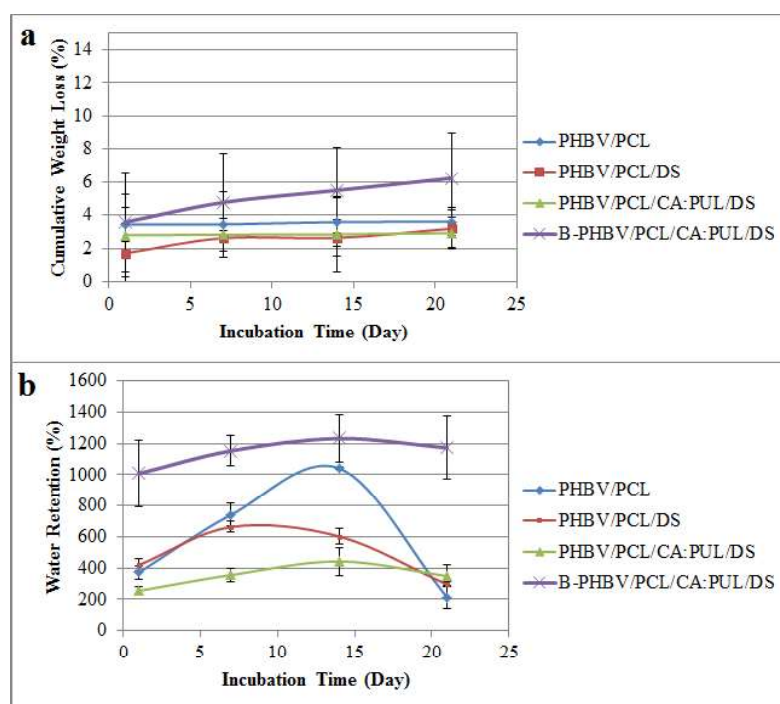 a
Cumulative Weight Loss (%)
14
12
10
8
6
4
2
0
0 5 10 15 20 25
Incubation Time (Day)
PHBV/PCL
PHBV/PCL/DS
PHBV/PCL/CA:PUL/DS
B-PHBV/PCL/CA:PUL/DS
b
Water Retention (%)
1600
1400
1200
1000
800
600
400
200
0
0 5 10 15 20 25
Incubation Time (Day)
PHBV/PCL
PHBV/PCL/DS
PHBV/PCL/CA:PUL/DS
B-PHBV/PCL/CA:PUL/DS